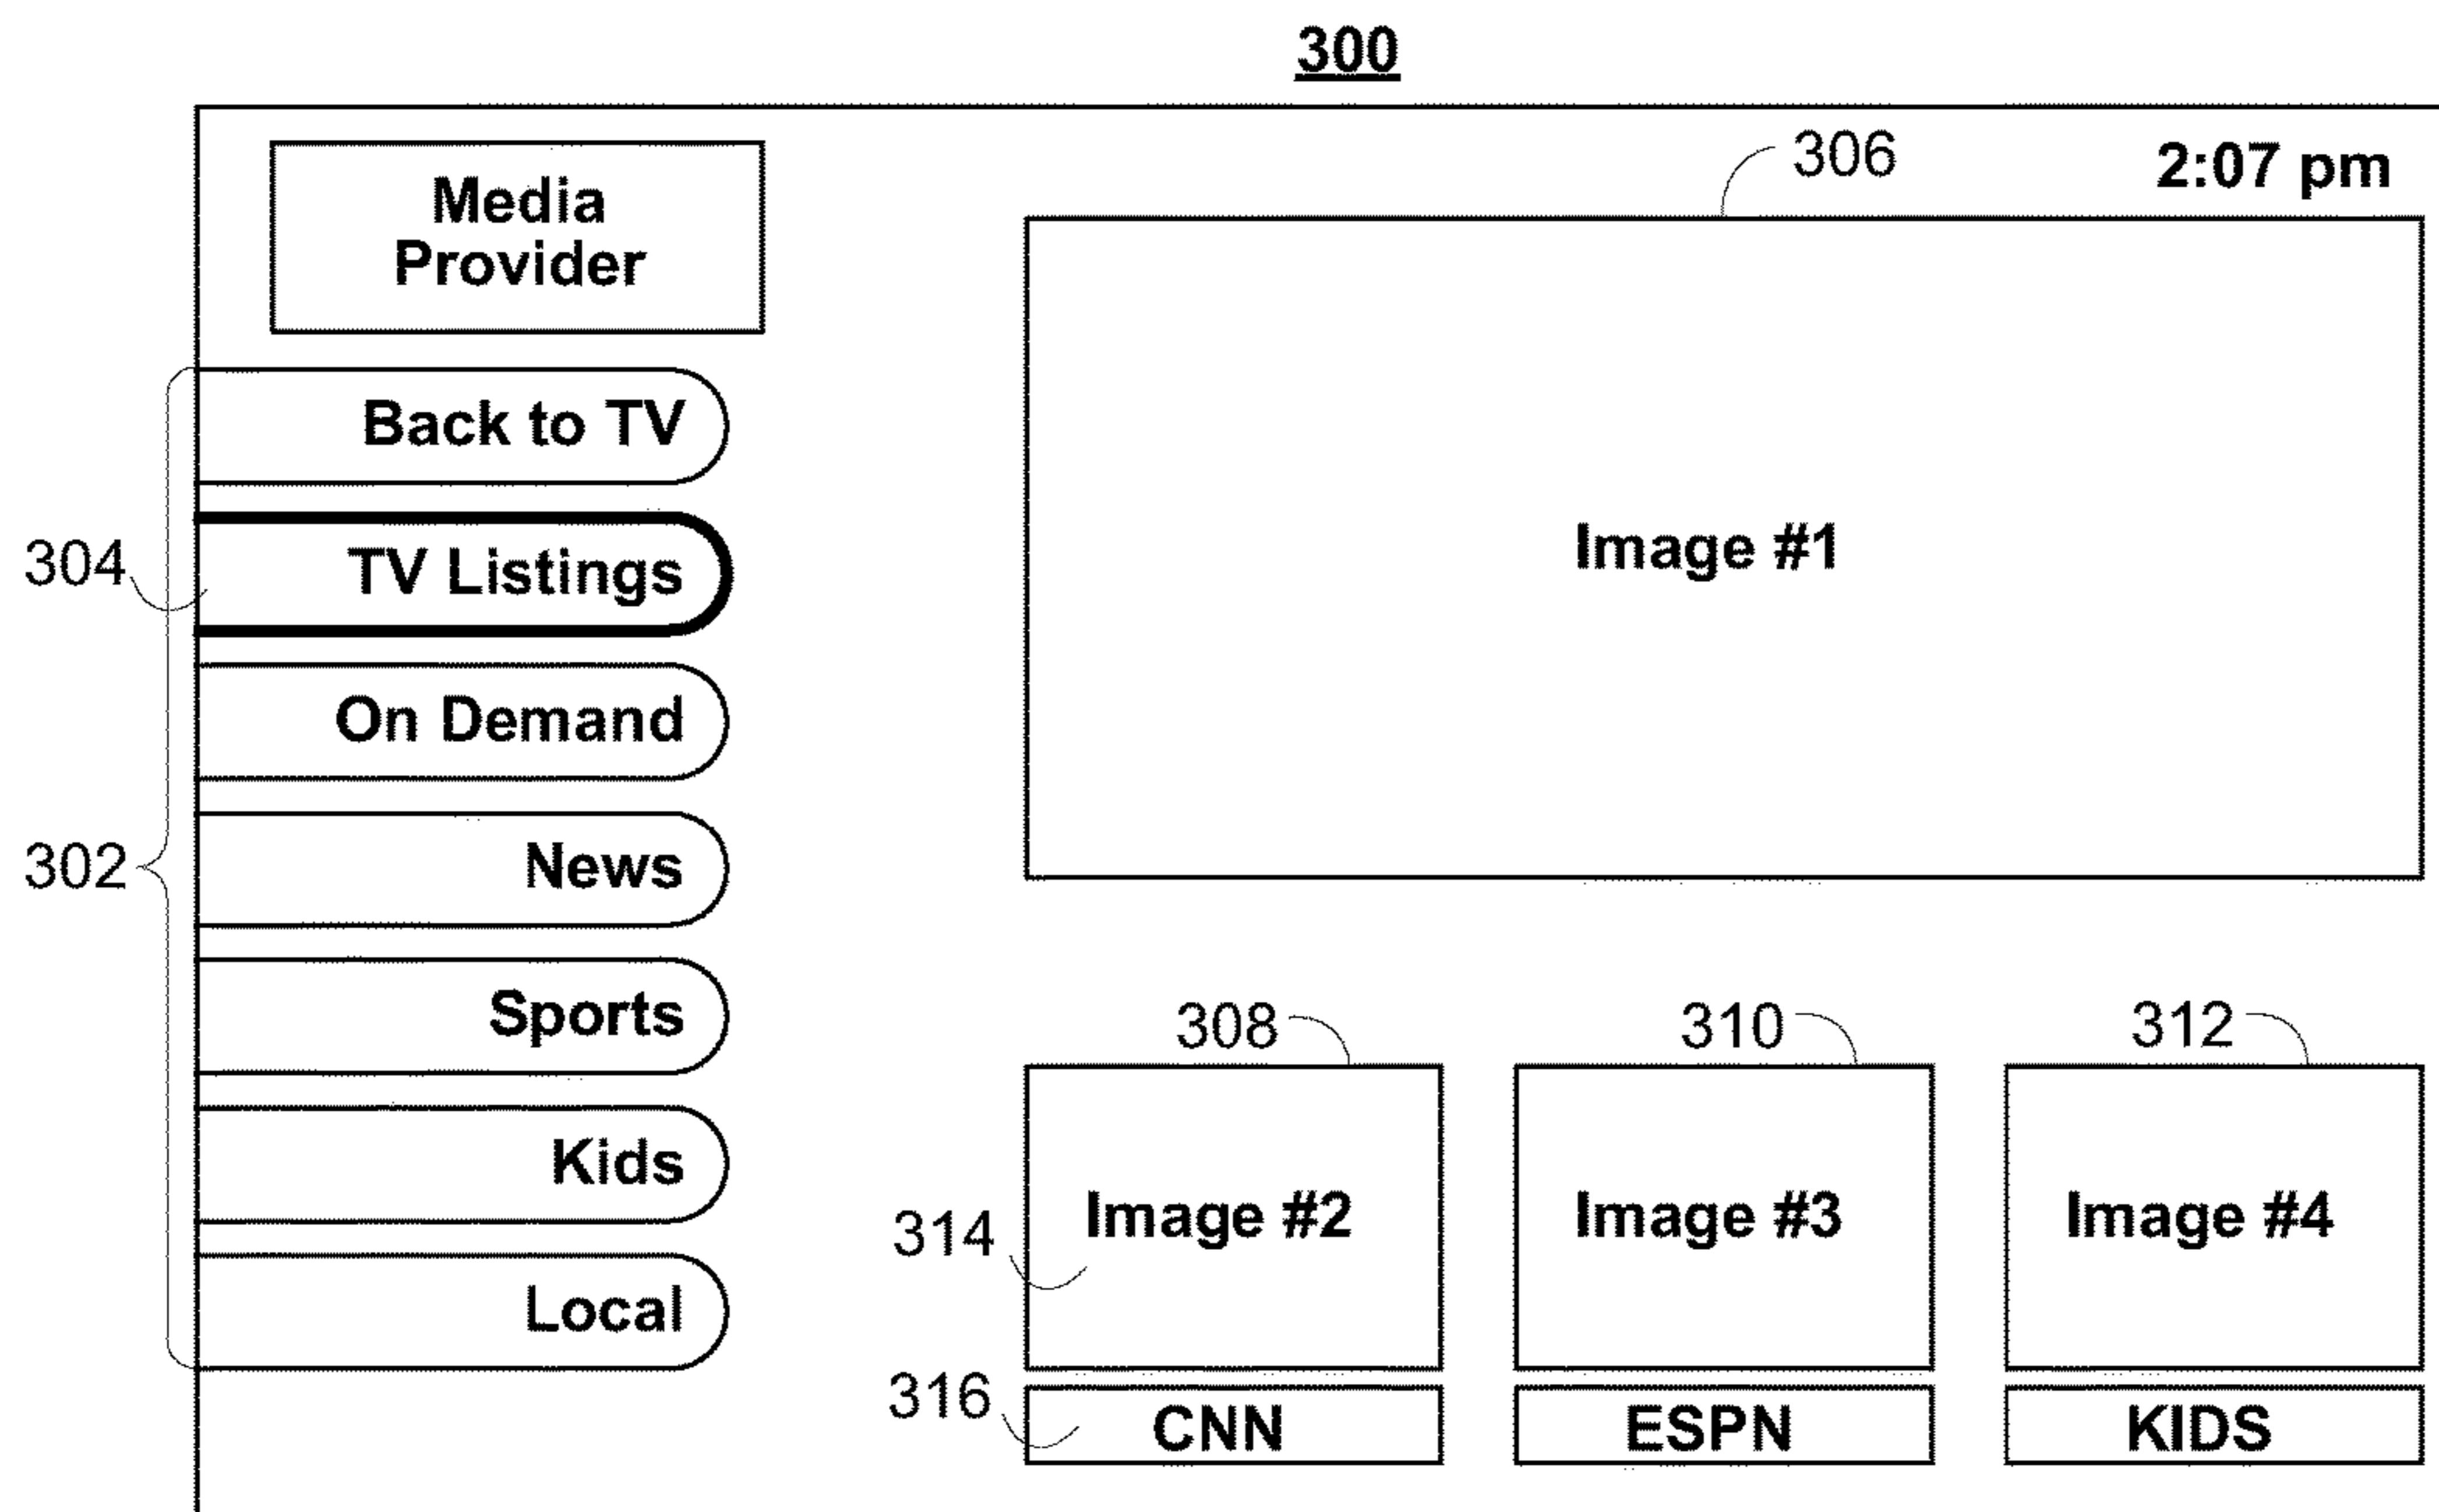 300
306
2:07 pm
Media
Provider
Back to TV
304
TV Listings
On Demand
302
News
Sports
Kids
Local
Image #1
308
310
312
314
Image #2
Image #3
Image #4
316
CNN
ESPN
KIDS